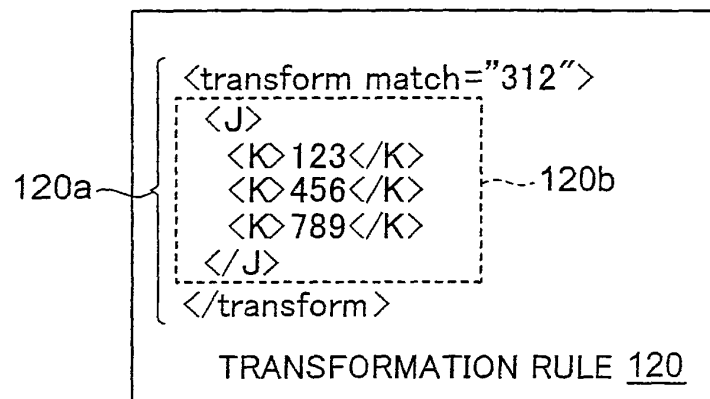 <transform match="312">
<J>
<K>123</K>
<K>456</K>
120a
120b
<K>789</K>
</J>
</transform>
TRANSFORMATION RULE 120